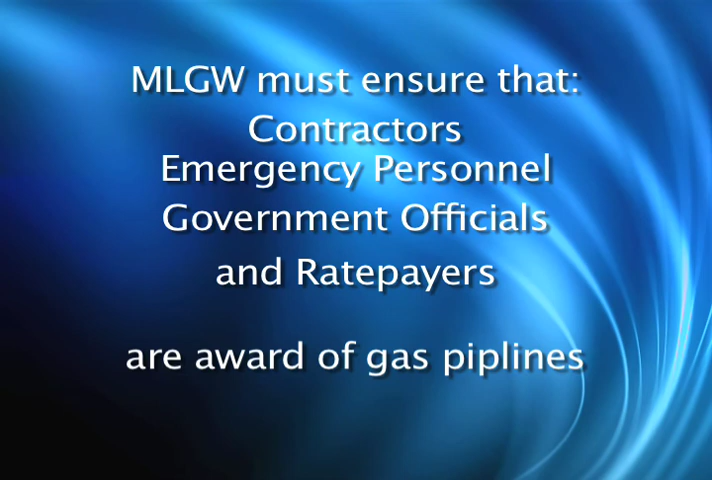 MLGW must ensure that:
Contractors
Emergency Personnel
Government Officials
and Ratepayers
are award of gas piplines